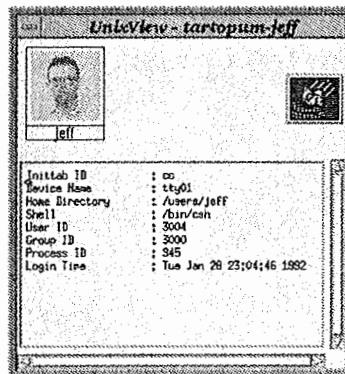 UnixView - tartopum-jeff
jeff
Inittab ID : co
Device Name : tty01
Home Directory : /users/jeff
Shell : /bin/csh
User ID : 3004
Group ID : 3000
Process ID : 945
Login Time : Tue Jan 28 23:04:46 1992